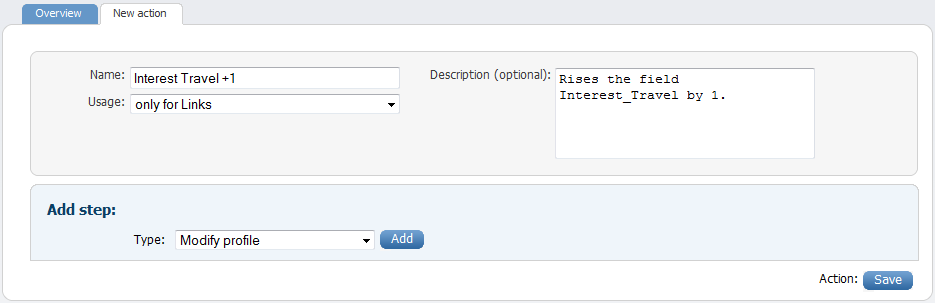 Overview
New action
Name: Interest Travel +1
Usage: only for Links
Description (optional): Rises the field
Interest_Travel by 1.
Add step:
Type: Modify profile Add
Action: Save